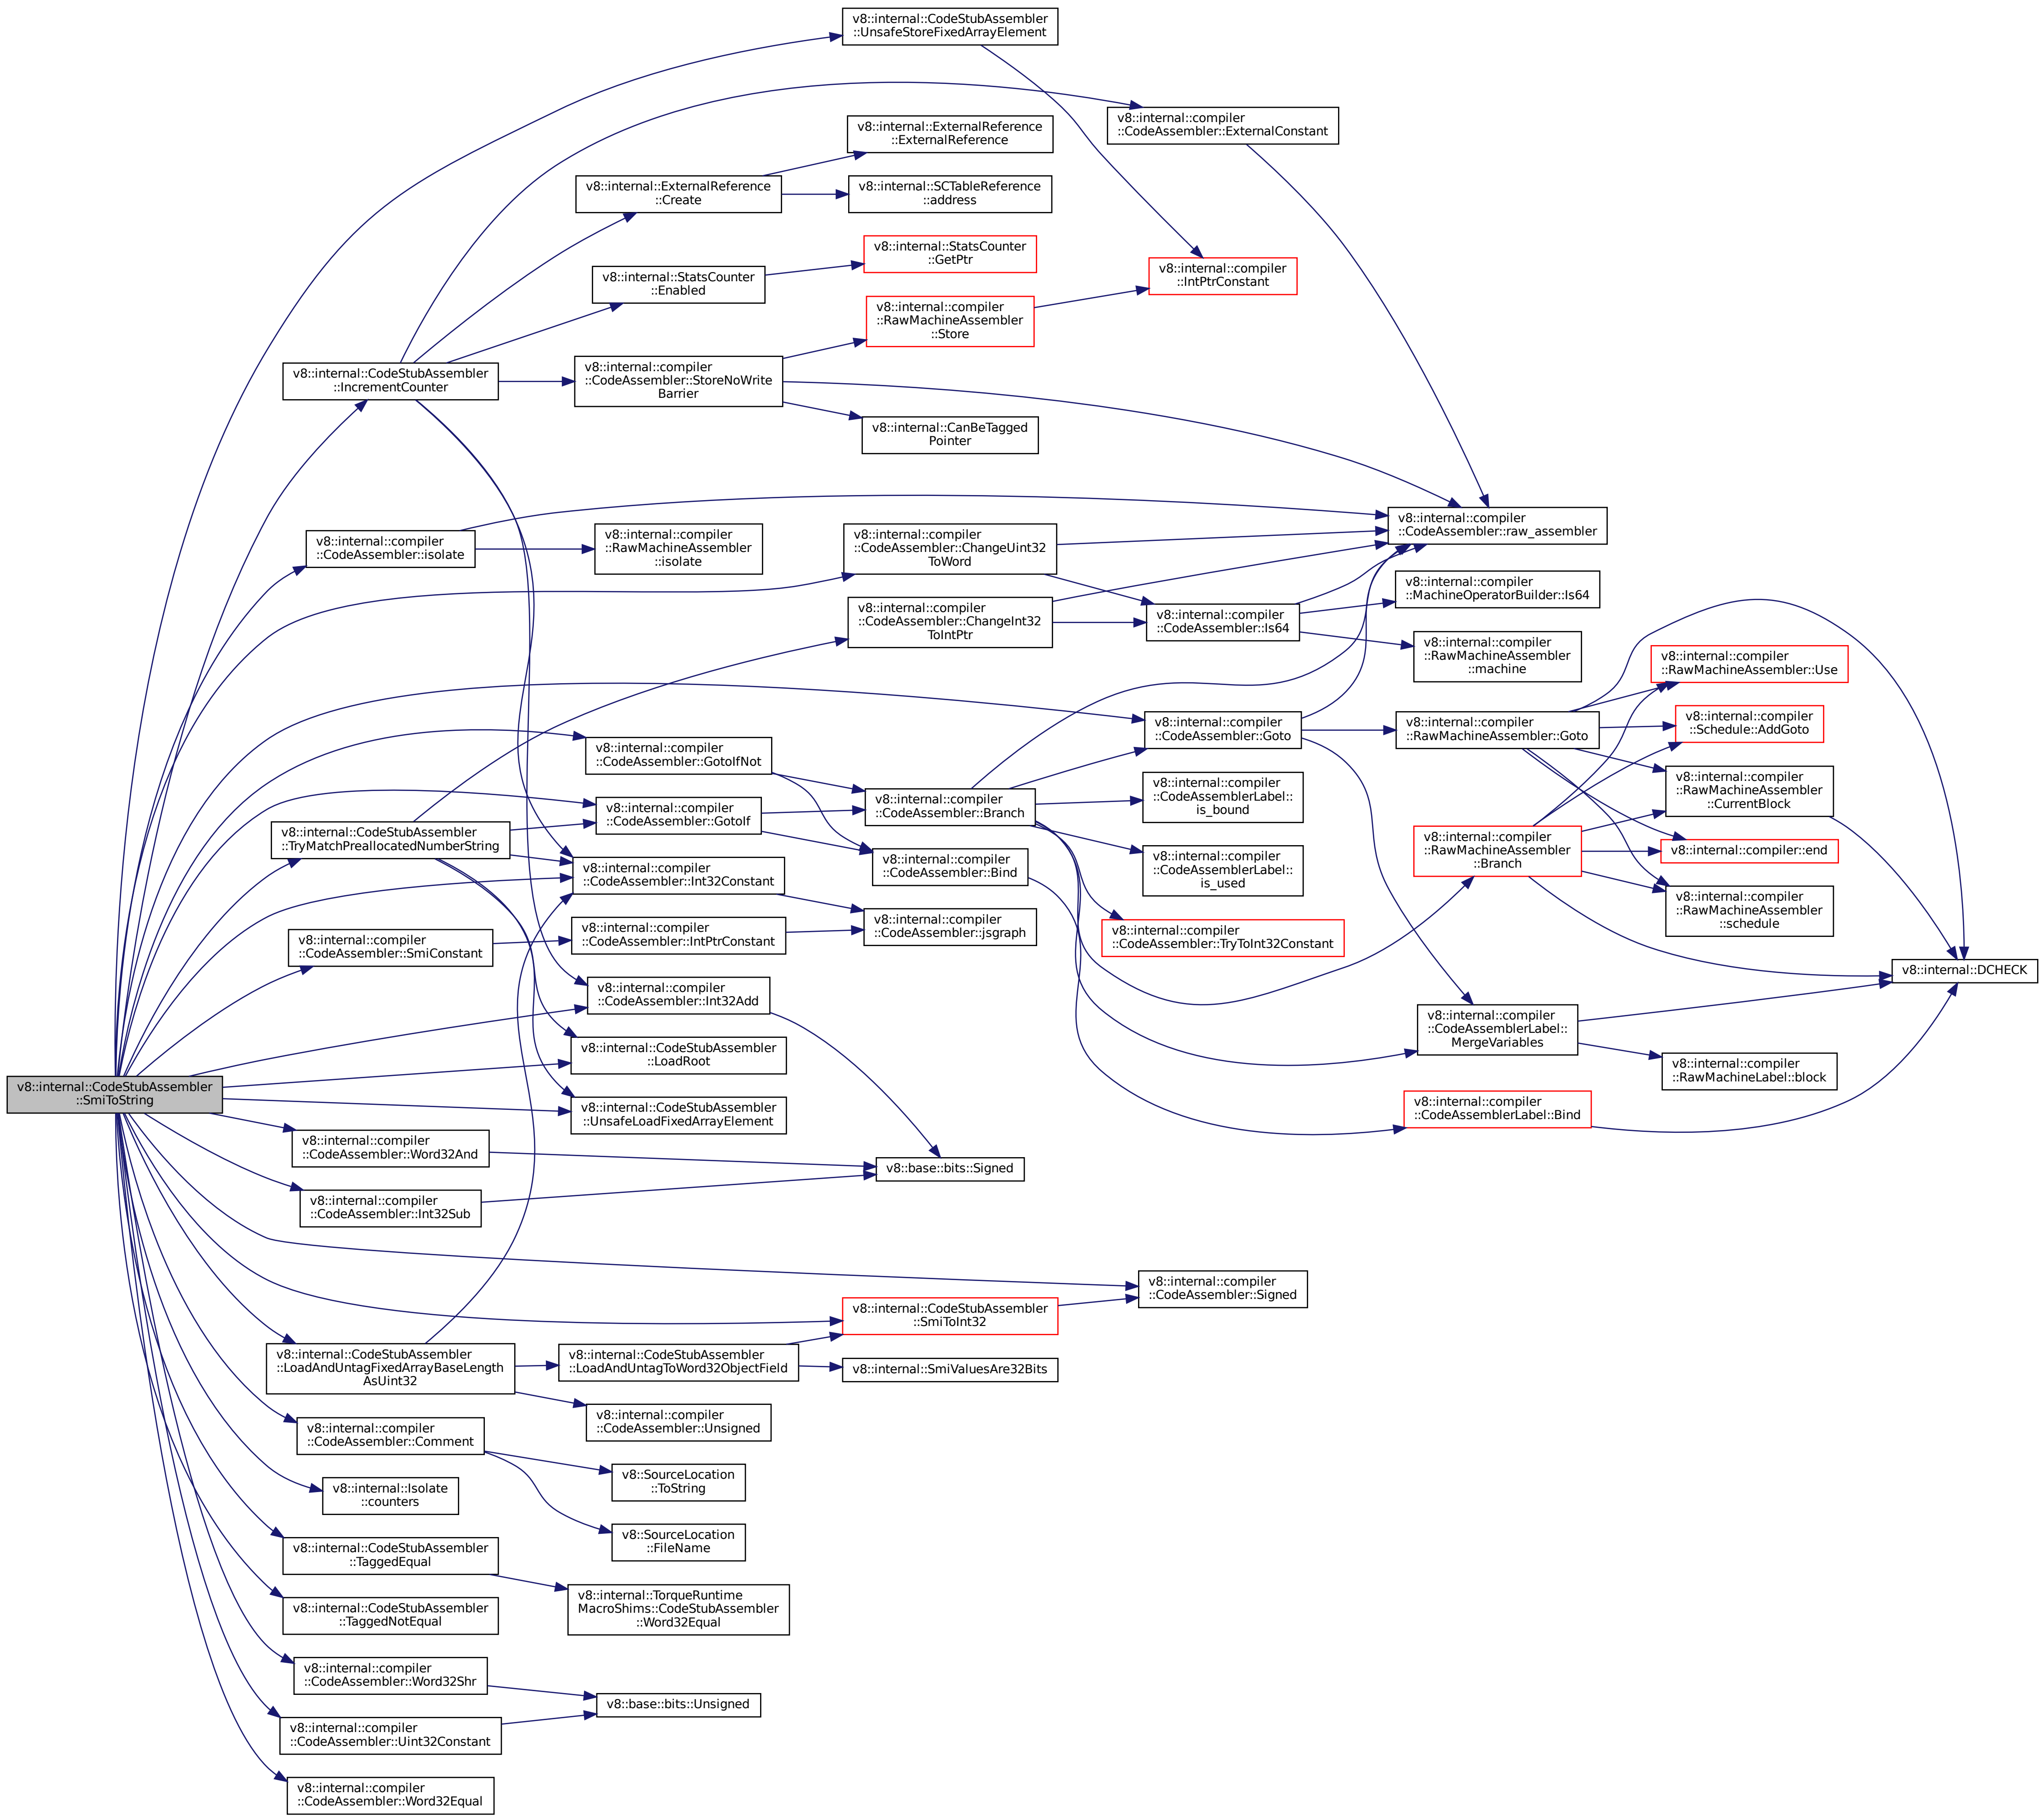 v8::internal::CodeStubAssembler
::SmiToString
v8::internal::CodeStubAssembler
::UnsafeStoreFixedArrayElement
v8::internal::compiler
::CodeAssembler::ExternalConstant
v8::internal::ExternalReference
::ExternalReference
v8::internal::ExternalReference
::Create
v8::internal::SCTableReference
::address
v8::internal::StatsCounter
::GetPtr
v8::internal::StatsCounter
::Enabled
v8::internal::compiler
::IntPtrConstant
v8::internal::compiler
::RawMachineAssembler
::Store
v8::internal::CodeStubAssembler
::IncrementCounter
v8::internal::compiler
::CodeAssembler::StoreNoWrite
Barrier
v8::internal::CanBeTagged
Pointer
v8::internal::compiler
::CodeAssembler::raw_assembler
v8::internal::compiler
::CodeAssembler::isolate
v8::internal::compiler
::RawMachineAssembler
::isolate
v8::internal::compiler
::CodeAssembler::ChangeUint32
ToWord
v8::internal::compiler
::MachineOperatorBuilder::Is64
v8::internal::compiler
::CodeAssembler::ChangeInt32
ToIntPtr
v8::internal::compiler
::CodeAssembler::Is64
v8::internal::compiler
::RawMachineAssembler
::machine
v8::internal::compiler
::RawMachineAssembler::Use
v8::internal::compiler
::CodeAssembler::Goto
v8::internal::compiler
::RawMachineAssembler::Goto
v8::internal::compiler
::Schedule::AddGoto
v8::internal::compiler
::CodeAssembler::GotoIfNot
v8::internal::compiler
::CodeAssemblerLabel::
is_bound
v8::internal::compiler
::RawMachineAssembler
::CurrentBlock
v8::internal::compiler
::CodeAssembler::GotoIf
v8::internal::compiler
::CodeAssembler::Branch
v8::internal::CodeStubAssembler
::TryMatchPreallocatedNumberString
v8::internal::compiler
::RawMachineAssembler
::Branch
v8::internal::compiler::end
v8::internal::compiler
::CodeAssembler::Int32Constant
v8::internal::compiler
::CodeAssembler::Bind
v8::internal::compiler
::CodeAssemblerLabel::
is_used
v8::internal::compiler
::RawMachineAssembler
::schedule
v8::internal::compiler
::CodeAssembler::SmiConstant
v8::internal::compiler
::CodeAssembler::IntPtrConstant
v8::internal::compiler
::CodeAssembler::jsgraph
v8::internal::compiler
::CodeAssembler::TryToInt32Constant
v8::internal::DCHECK
v8::internal::compiler
::CodeAssembler::Int32Add
v8::internal::compiler
::CodeAssemblerLabel::
MergeVariables
v8::internal::CodeStubAssembler
::LoadRoot
v8::internal::compiler
::RawMachineLabel::block
v8::internal::CodeStubAssembler
::UnsafeLoadFixedArrayElement
v8::internal::compiler
::CodeAssemblerLabel::Bind
v8::internal::compiler
::CodeAssembler::Word32And
v8::base::bits::Signed
v8::internal::compiler
::CodeAssembler::Int32Sub
v8::internal::compiler
::CodeAssembler::Signed
v8::internal::CodeStubAssembler
::SmiToInt32
v8::internal::CodeStubAssembler
::LoadAndUntagFixedArrayBaseLength
AsUint32
v8::internal::CodeStubAssembler
::LoadAndUntagToWord32ObjectField
v8::internal::SmiValuesAre32Bits
v8::internal::compiler
::CodeAssembler::Unsigned
v8::internal::compiler
::CodeAssembler::Comment
v8::SourceLocation
::ToString
v8::internal::Isolate
::counters
v8::SourceLocation
::FileName
v8::internal::CodeStubAssembler
::TaggedEqual
v8::internal::TorqueRuntime
MacroShims::CodeStubAssembler
::Word32Equal
v8::internal::CodeStubAssembler
::TaggedNotEqual
v8::internal::compiler
::CodeAssembler::Word32Shr
v8::base::bits::Unsigned
v8::internal::compiler
::CodeAssembler::Uint32Constant
v8::internal::compiler
::CodeAssembler::Word32Equal